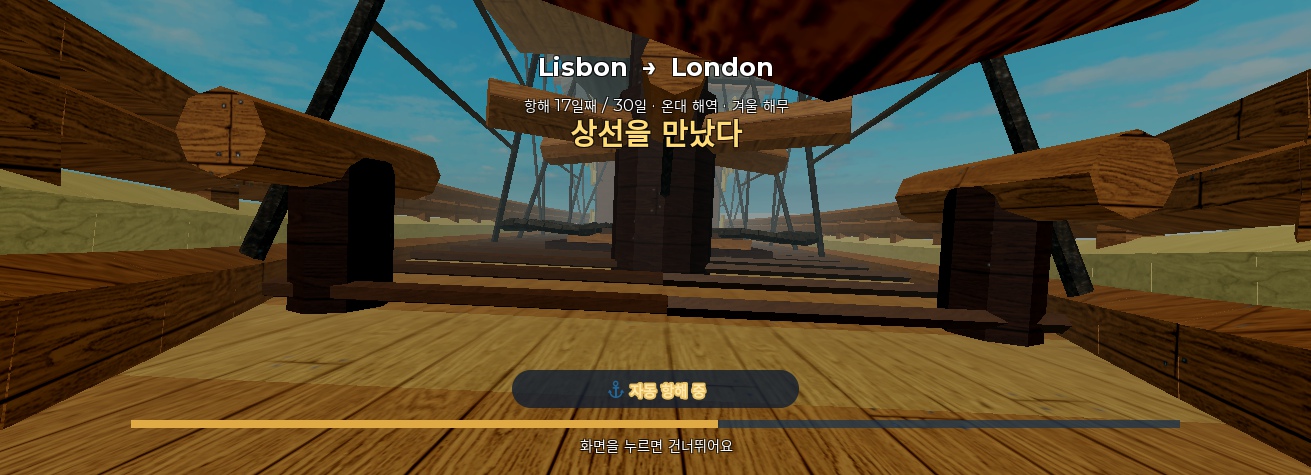 Lisbon → London
항해 17일째 / 30일 · 온대 해역 · 겨울 해무
상선을 만났다
⚓ 자동 항해 중
화면을 누르면 건너뛰어요